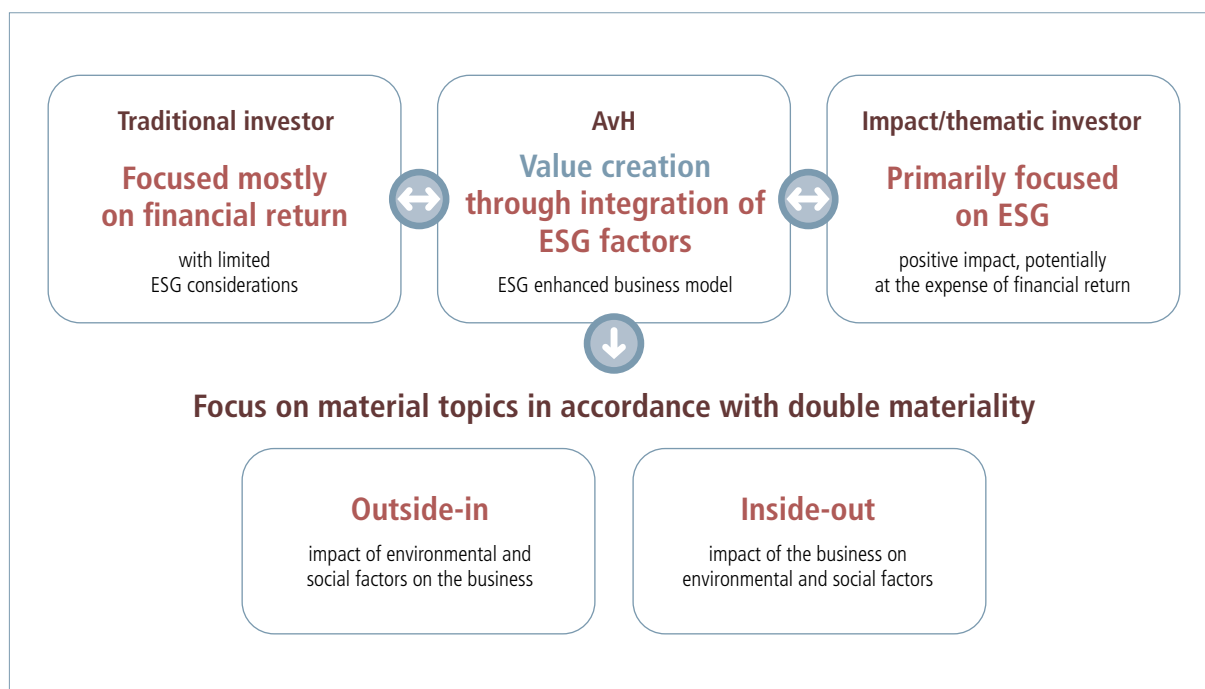 Traditional investor
Focused mostly
on financial return
with limited
ESG considerations
AvH
Value creation
through integration of
ESG factors
ESG enhanced business model
Impact/thematic investor
Primarily focused
on ESG
positive impact, potentially
at the expense of financial return
Focus on material topics in accordance with double materiality
Outside-in
impact of environmental and
social factors on the business
Inside-out
impact of the business on
environmental and social factors